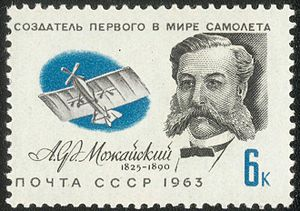 СОЗДАТЕЛЬ ПЕРВОГО В МИРЕ САМОЛЕТА
А.Ф. Можайский
1825-1890
6к
ПОЧТА СССР 1963